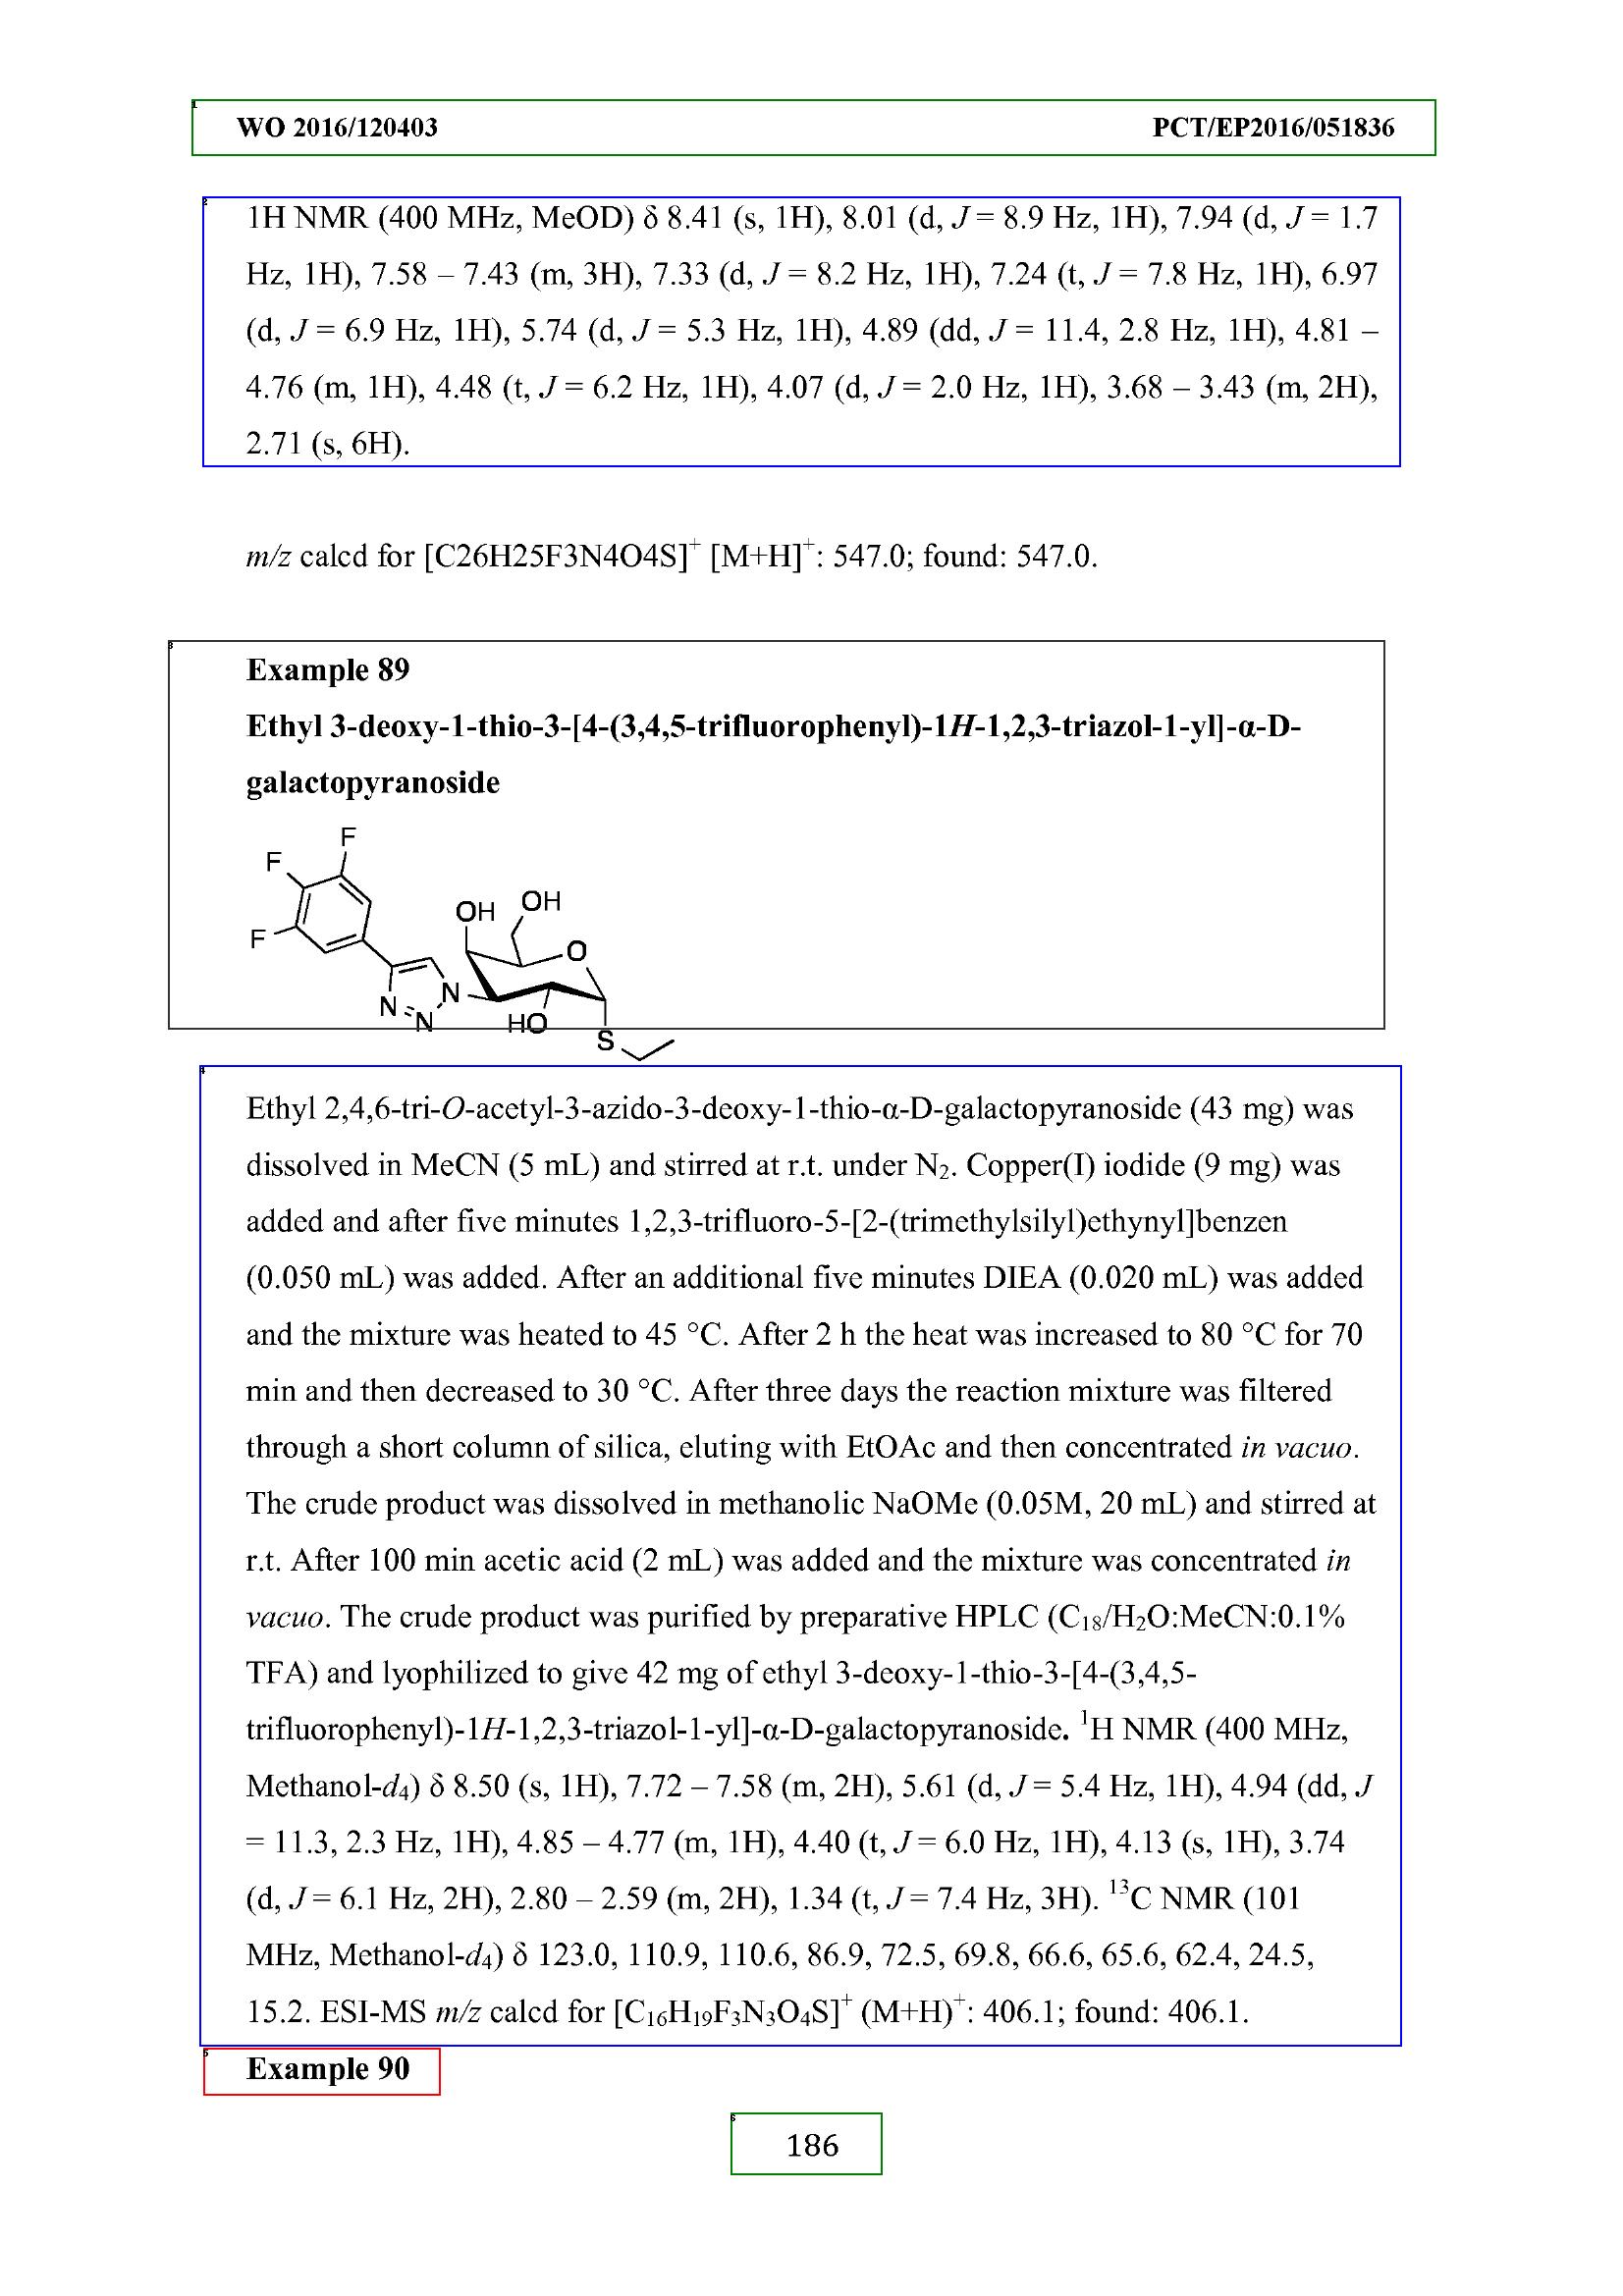 WO 2016/120403 PCT/EP2016/051836
1H NMR (400 MHz, MeOD) δ 8.41 (s, 1H), 8.01 (d, J = 8.9 Hz, 1H), 7.94 (d, J = 1.7
Hz, 1H), 7.58 – 7.43 (m, 3H), 7.33 (d, J = 8.2 Hz, 1H), 7.24 (t, J = 7.8 Hz, 1H), 6.97
(d, J = 6.9 Hz, 1H), 5.74 (d, J = 5.3 Hz, 1H), 4.89 (dd, J = 11.4, 2.8 Hz, 1H), 4.81 –
4.76 (m, 1H), 4.48 (t, J = 6.2 Hz, 1H), 4.07 (d, J = 2.0 Hz, 1H), 3.68 – 3.43 (m, 2H),
2.71 (s, 6H).
m/z calcd for [C26H25F3N4O4S]⁺ [M+H]⁺: 547.0; found: 547.0.
Example 89
Ethyl 3-deoxy-1-thio-3-[4-(3,4,5-trifluorophenyl)-1H-1,2,3-triazol-1-yl]-α-D-
galactopyranoside
F
F
OH OH
F
O
N
N N
HO
S
Ethyl 2,4,6-tri-O-acetyl-3-azido-3-deoxy-1-thio-α-D-galactopyranoside (43 mg) was
dissolved in MeCN (5 mL) and stirred at r.t. under N₂. Copper(I) iodide (9 mg) was
added and after five minutes 1,2,3-trifluoro-5-[2-(trimethylsilyl)ethynyl]benzen
(0.050 mL) was added. After an additional five minutes DIEA (0.020 mL) was added
and the mixture was heated to 45 °C. After 2 h the heat was increased to 80 °C for 70
min and then decreased to 30 °C. After three days the reaction mixture was filtered
through a short column of silica, eluting with EtOAc and then concentrated in vacuo.
The crude product was dissolved in methanolic NaOMe (0.05M, 20 mL) and stirred at
r.t. After 100 min acetic acid (2 mL) was added and the mixture was concentrated in
vacuo. The crude product was purified by preparative HPLC (C₁₈/H₂O:MeCN:0.1%
TFA) and lyophilized to give 42 mg of ethyl 3-deoxy-1-thio-3-[4-(3,4,5-
trifluorophenyl)-1H-1,2,3-triazol-1-yl]-α-D-galactopyranoside. ¹H NMR (400 MHz,
Methanol-d₄) δ 8.50 (s, 1H), 7.72 – 7.58 (m, 2H), 5.61 (d, J = 5.4 Hz, 1H), 4.94 (dd, J
= 11.3, 2.3 Hz, 1H), 4.85 – 4.77 (m, 1H), 4.40 (t, J = 6.0 Hz, 1H), 4.13 (s, 1H), 3.74
(d, J = 6.1 Hz, 2H), 2.80 – 2.59 (m, 2H), 1.34 (t, J = 7.4 Hz, 3H). ¹³C NMR (101
MHz, Methanol-d₄) δ 123.0, 110.9, 110.6, 86.9, 72.5, 69.8, 66.6, 65.6, 62.4, 24.5,
15.2. ESI-MS m/z calcd for [C₁₆H₁₉F₃N₃O₄S]⁺ (M+H)⁺: 406.1; found: 406.1.
Example 90
186